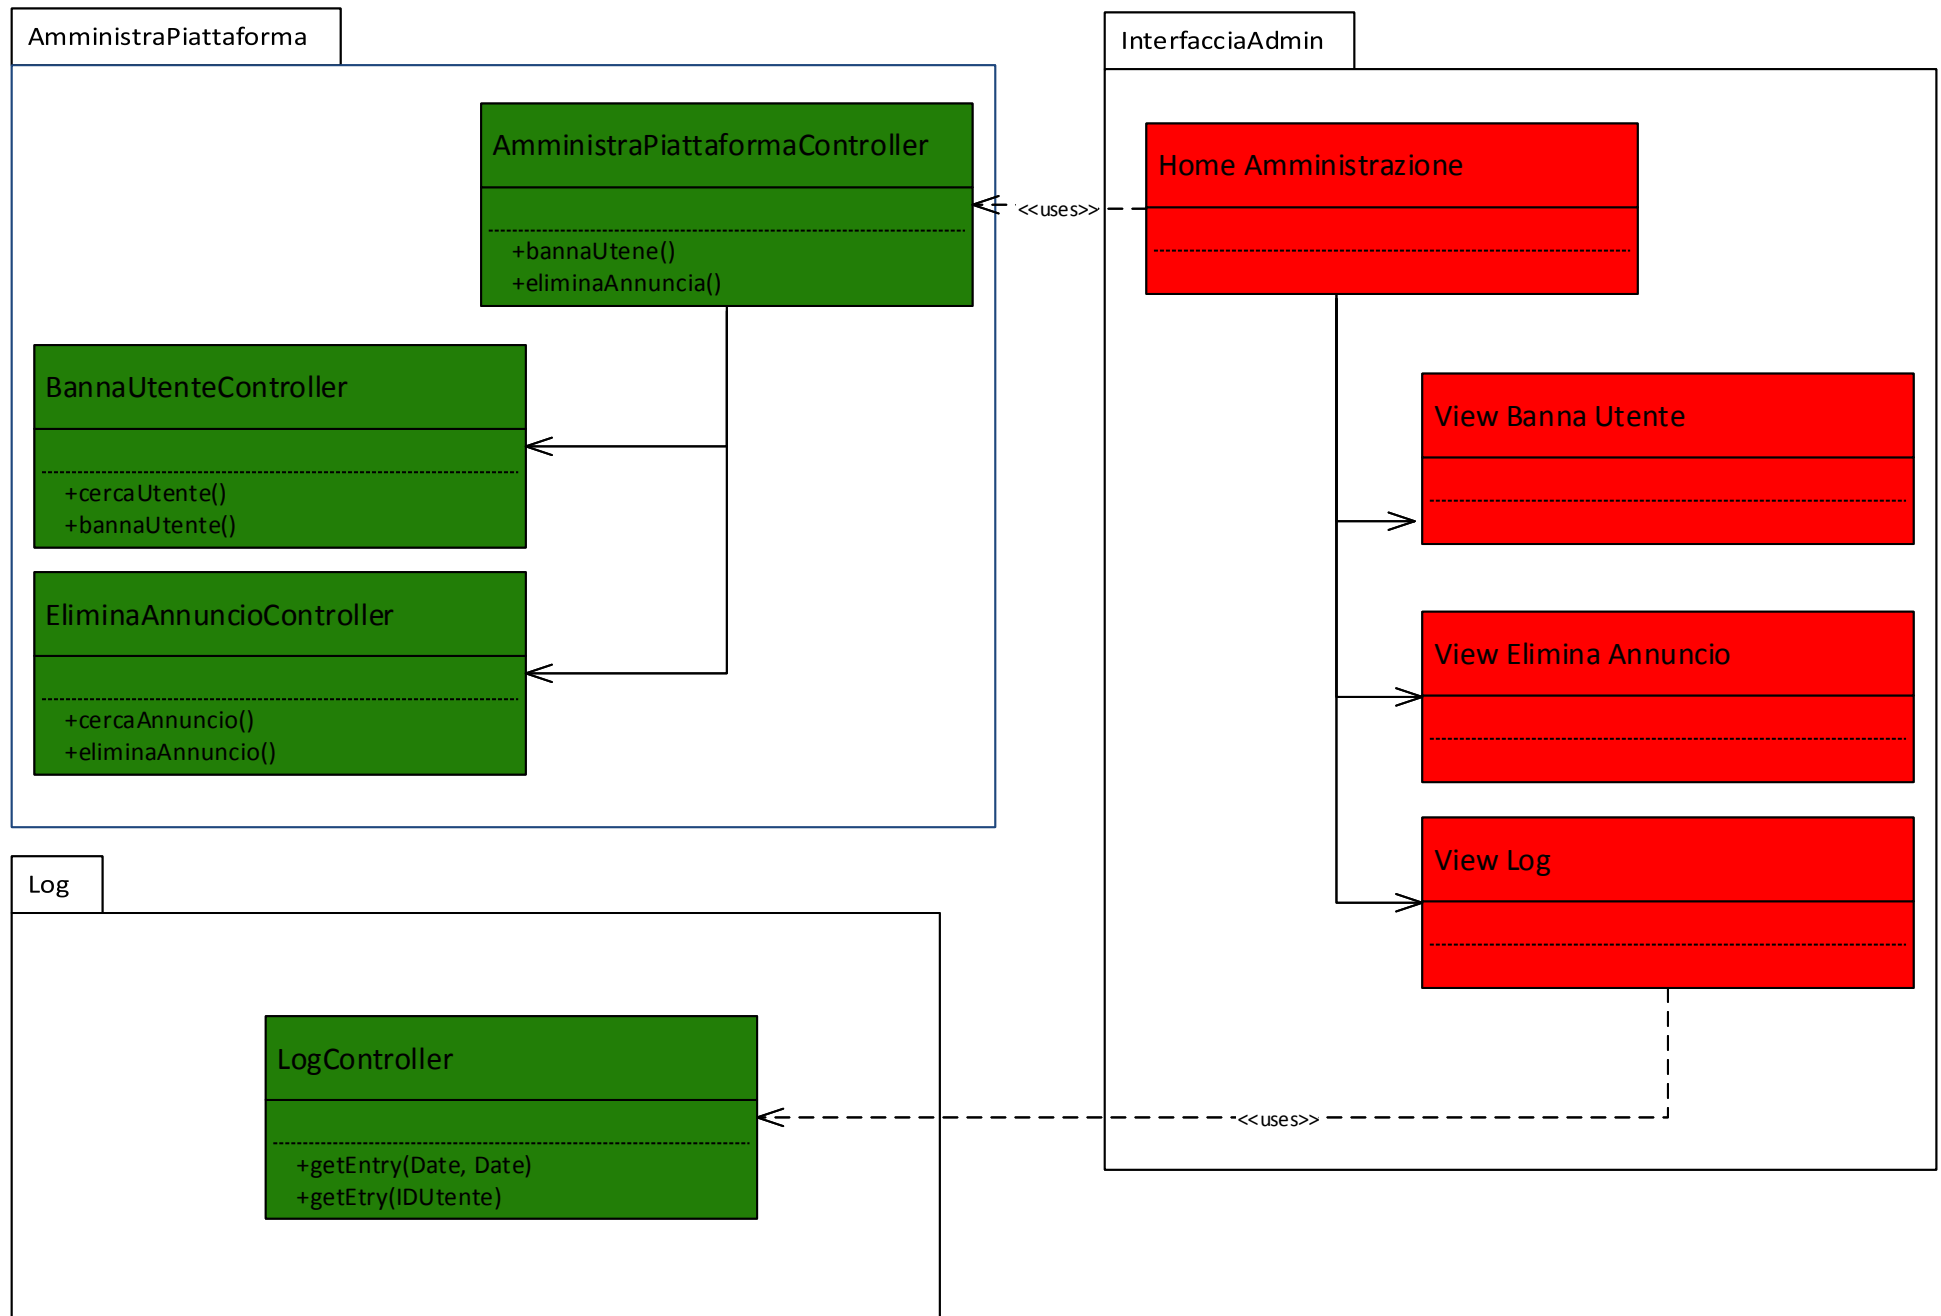 AmministraPiattaforma
AmministraPiattaformaController
+bannaUtene()
+eliminaAnnuncia()
BannaUtenteController
+cercaUtente()
+bannaUtente()
EliminaAnnuncioController
+cercaAnnuncio()
+eliminaAnnuncio()
<<uses>>
InterfacciaAdmin
Home Amministrazione
View Banna Utente
View Elimina Annuncio
View Log
Log
LogController
+getEntry(Date, Date)
+getEtry(IDUtente)
<<uses>>